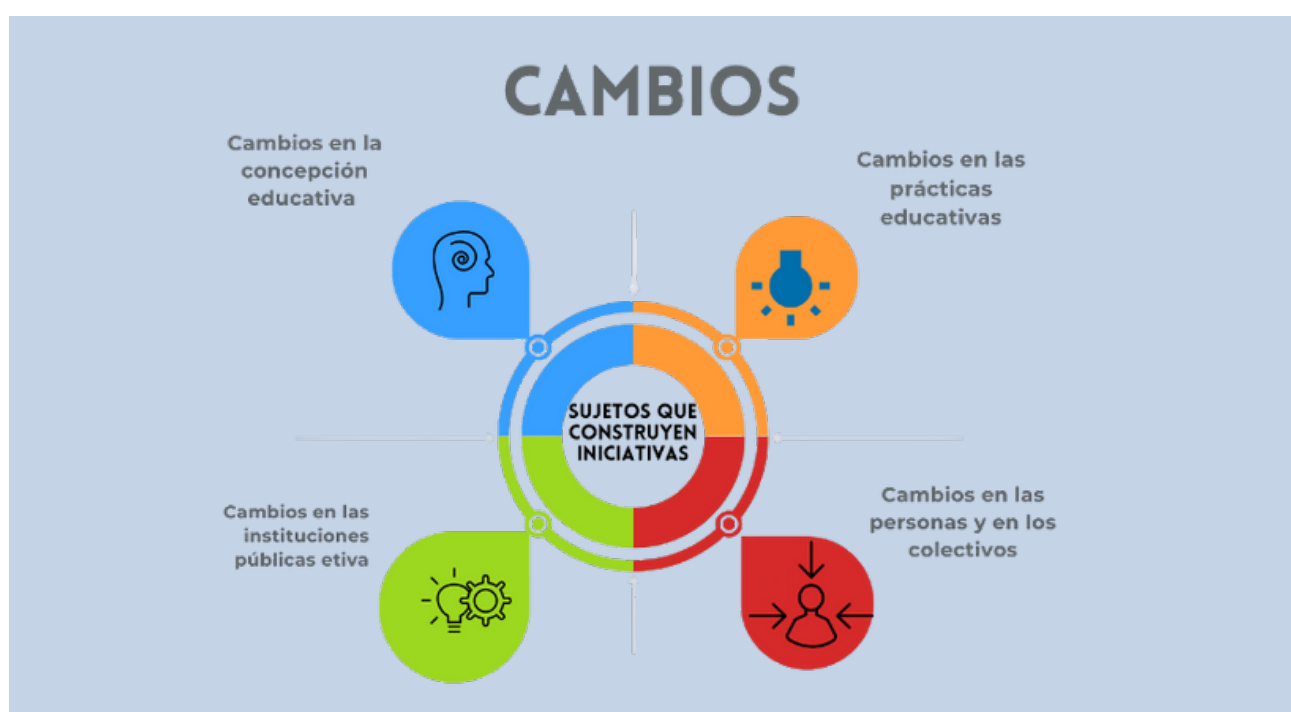 CAMBIOS
Cambios en la
concepción
educativa
Cambios en las
prácticas
educativas
SUJETOS QUE
CONSTRUYEN
INICIATIVAS
Cambios en las
instituciones
públicas etiva
Cambios en las
personas y en los
colectivos